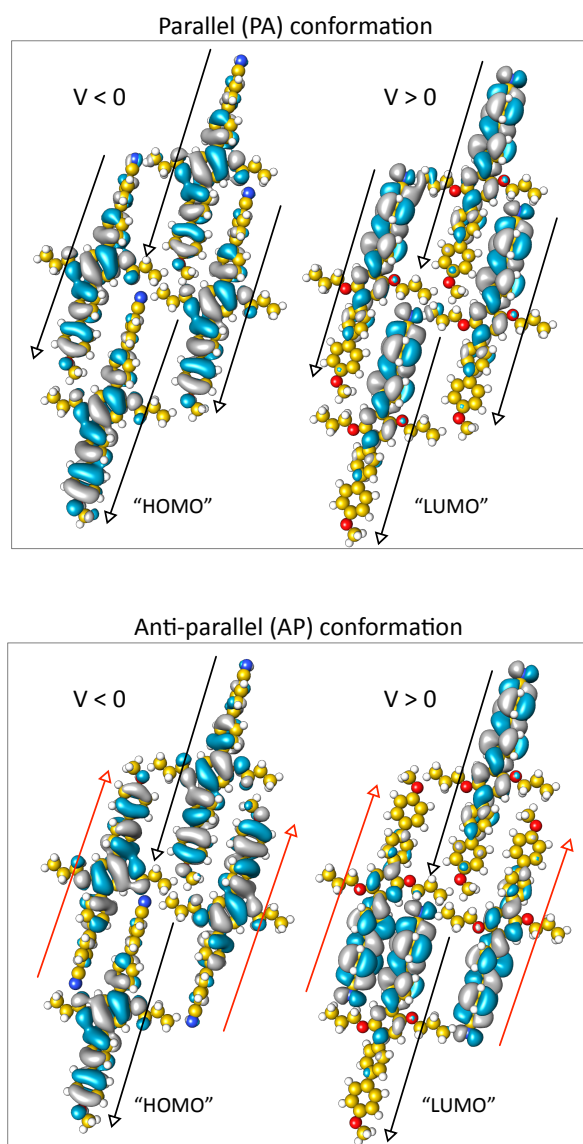 Parallel (PA) conformation
V < 0
V > 0
“HOMO”
“LUMO”
Anti-parallel (AP) conformation
V < 0
V > 0
“HOMO”
“LUMO”